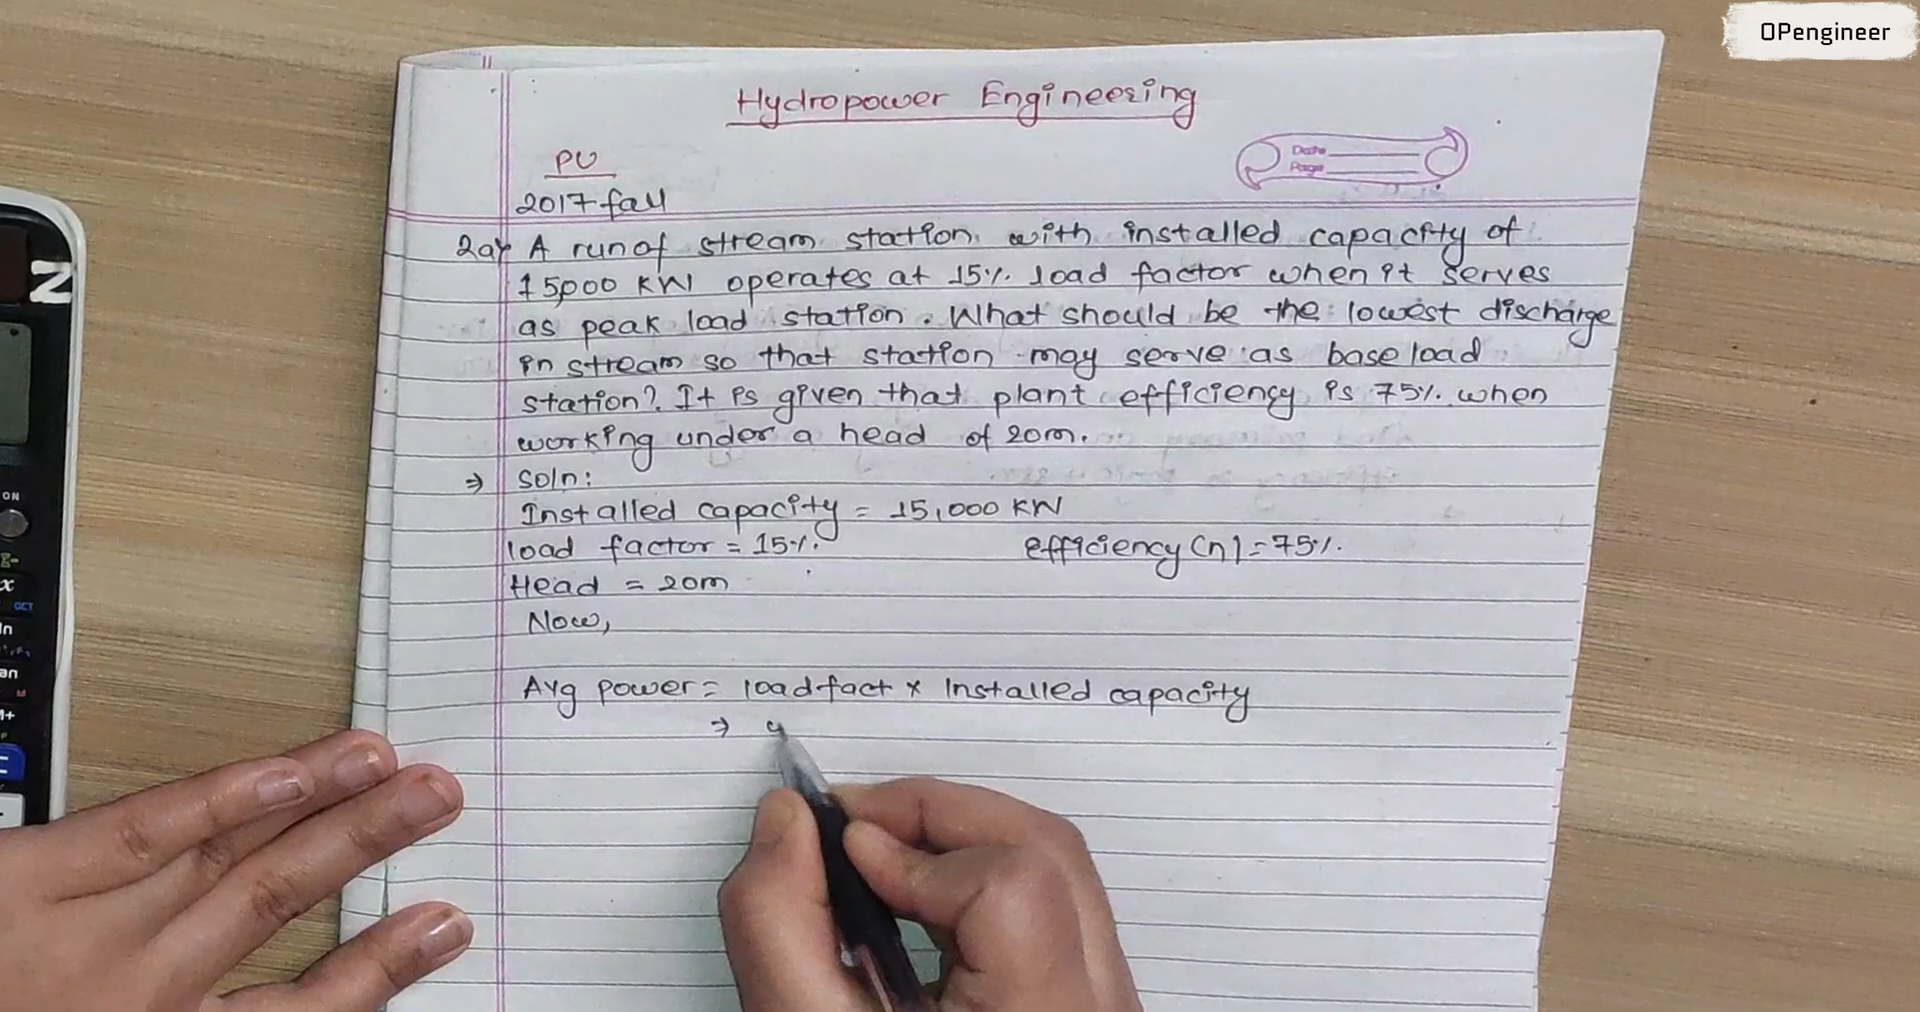 OPengineer
Hydropower Engineering
PU
Date
Page
2017 fall
2a> A run of stream station with installed capacity of
15,000 KW operates at 15% load factor when it serves
as peak load station. What should be the lowest discharge
in stream so that station may serve as base load
station? It is given that plant efficiency is 75% when
working under a head of 20m.
⇒ Soln:
Installed capacity = 15,000 KW
load factor = 15%. efficiency (η) = 75%.
Head = 20m
Now,
Avg power = load fact × Installed capacity
⇒
ON
x
ln
M+